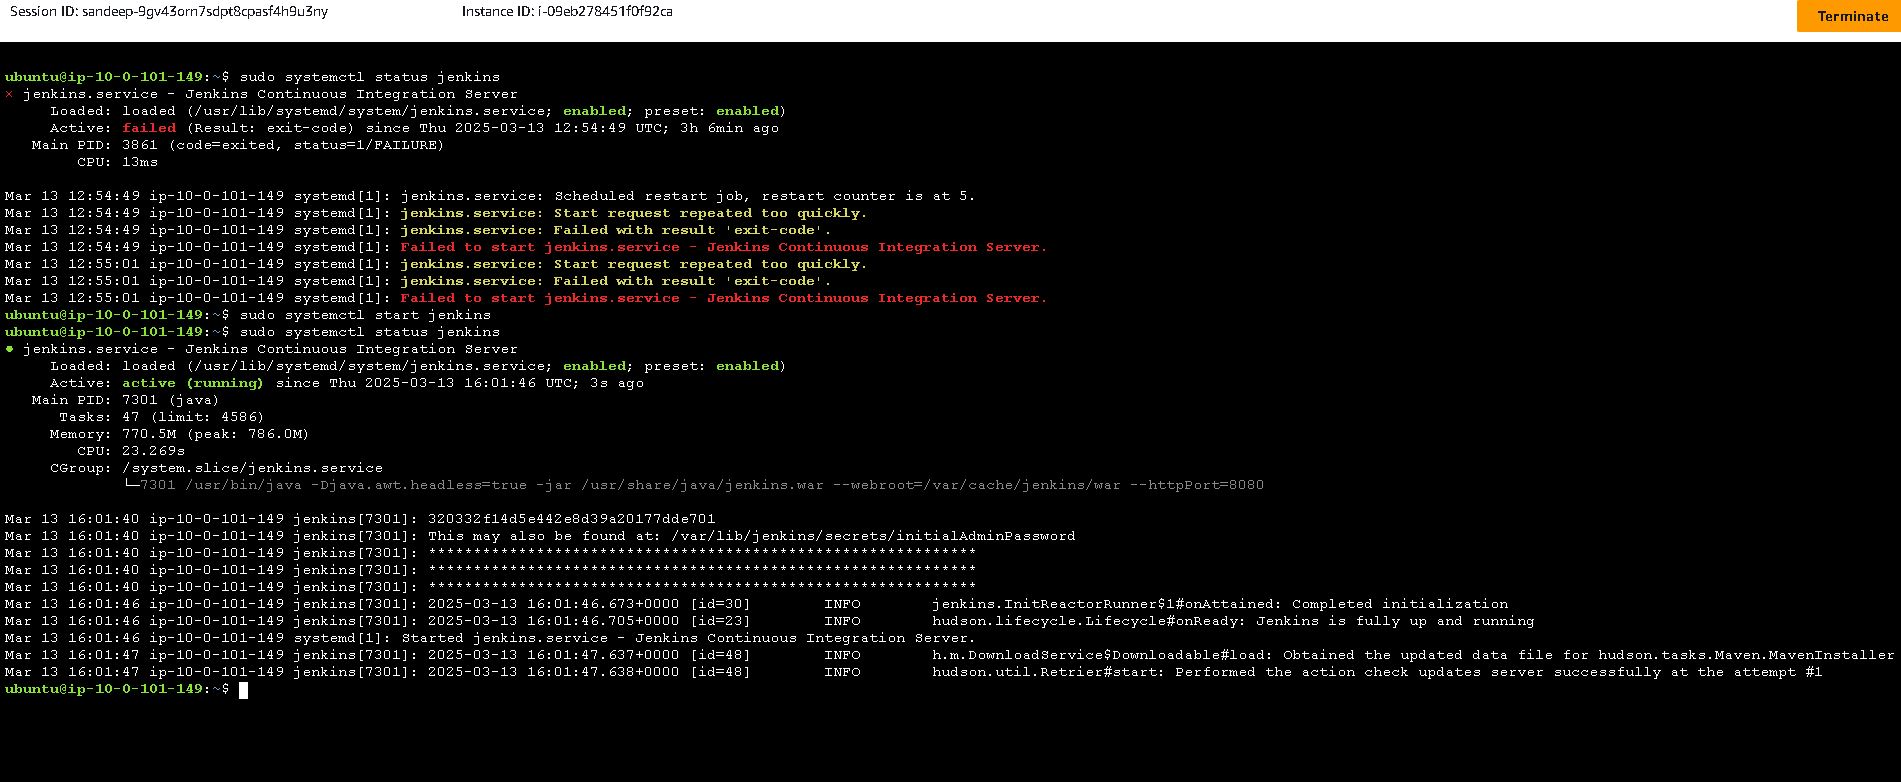 Session ID: sandeep-9gv43orn7sdpt8cpasf4h9u3ny Instance ID: i-09eb278451f0f92ca Terminate
ubuntu@ip-10-0-101-149:~$ sudo systemctl status jenkins
× jenkins.service - Jenkins Continuous Integration Server
Loaded: loaded (/usr/lib/systemd/system/jenkins.service; enabled; preset: enabled)
Active: failed (Result: exit-code) since Thu 2025-03-13 12:54:49 UTC; 3h 6min ago
Main PID: 3861 (code=exited, status=1/FAILURE)
CPU: 13ms
Mar 13 12:54:49 ip-10-0-101-149 systemd[1]: jenkins.service: Scheduled restart job, restart counter is at 5.
Mar 13 12:54:49 ip-10-0-101-149 systemd[1]: jenkins.service: Start request repeated too quickly.
Mar 13 12:54:49 ip-10-0-101-149 systemd[1]: jenkins.service: Failed with result 'exit-code'.
Mar 13 12:54:49 ip-10-0-101-149 systemd[1]: Failed to start jenkins.service - Jenkins Continuous Integration Server.
Mar 13 12:55:01 ip-10-0-101-149 systemd[1]: jenkins.service: Start request repeated too quickly.
Mar 13 12:55:01 ip-10-0-101-149 systemd[1]: jenkins.service: Failed with result 'exit-code'.
Mar 13 12:55:01 ip-10-0-101-149 systemd[1]: Failed to start jenkins.service - Jenkins Continuous Integration Server.
ubuntu@ip-10-0-101-149:~$ sudo systemctl start jenkins
ubuntu@ip-10-0-101-149:~$ sudo systemctl status jenkins
● jenkins.service - Jenkins Continuous Integration Server
Loaded: loaded (/usr/lib/systemd/system/jenkins.service; enabled; preset: enabled)
Active: active (running) since Thu 2025-03-13 16:01:46 UTC; 3s ago
Main PID: 7301 (java)
Tasks: 47 (limit: 4586)
Memory: 770.5M (peak: 786.0M)
CPU: 23.269s
CGroup: /system.slice/jenkins.service
└─7301 /usr/bin/java -Djava.awt.headless=true -jar /usr/share/java/jenkins.war --webroot=/var/cache/jenkins/war --httpPort=8080
Mar 13 16:01:40 ip-10-0-101-149 jenkins[7301]: 320332f14d5e442e8d39a20177dde701
Mar 13 16:01:40 ip-10-0-101-149 jenkins[7301]: This may also be found at: /var/lib/jenkins/secrets/initialAdminPassword
Mar 13 16:01:40 ip-10-0-101-149 jenkins[7301]: *************************************************************
Mar 13 16:01:40 ip-10-0-101-149 jenkins[7301]: *************************************************************
Mar 13 16:01:40 ip-10-0-101-149 jenkins[7301]: *************************************************************
Mar 13 16:01:46 ip-10-0-101-149 jenkins[7301]: 2025-03-13 16:01:46.673+0000 [id=30] INFO jenkins.InitReactorRunner$1#onAttained: Completed initialization
Mar 13 16:01:46 ip-10-0-101-149 jenkins[7301]: 2025-03-13 16:01:46.705+0000 [id=23] INFO hudson.lifecycle.Lifecycle#onReady: Jenkins is fully up and running
Mar 13 16:01:46 ip-10-0-101-149 systemd[1]: Started jenkins.service - Jenkins Continuous Integration Server.
Mar 13 16:01:47 ip-10-0-101-149 jenkins[7301]: 2025-03-13 16:01:47.637+0000 [id=48] INFO h.m.DownloadService$Downloadable#load: Obtained the updated data file for hudson.tasks.Maven.MavenInstaller
Mar 13 16:01:47 ip-10-0-101-149 jenkins[7301]: 2025-03-13 16:01:47.638+0000 [id=48] INFO hudson.util.Retrier#start: Performed the action check updates server successfully at the attempt #1
ubuntu@ip-10-0-101-149:~$